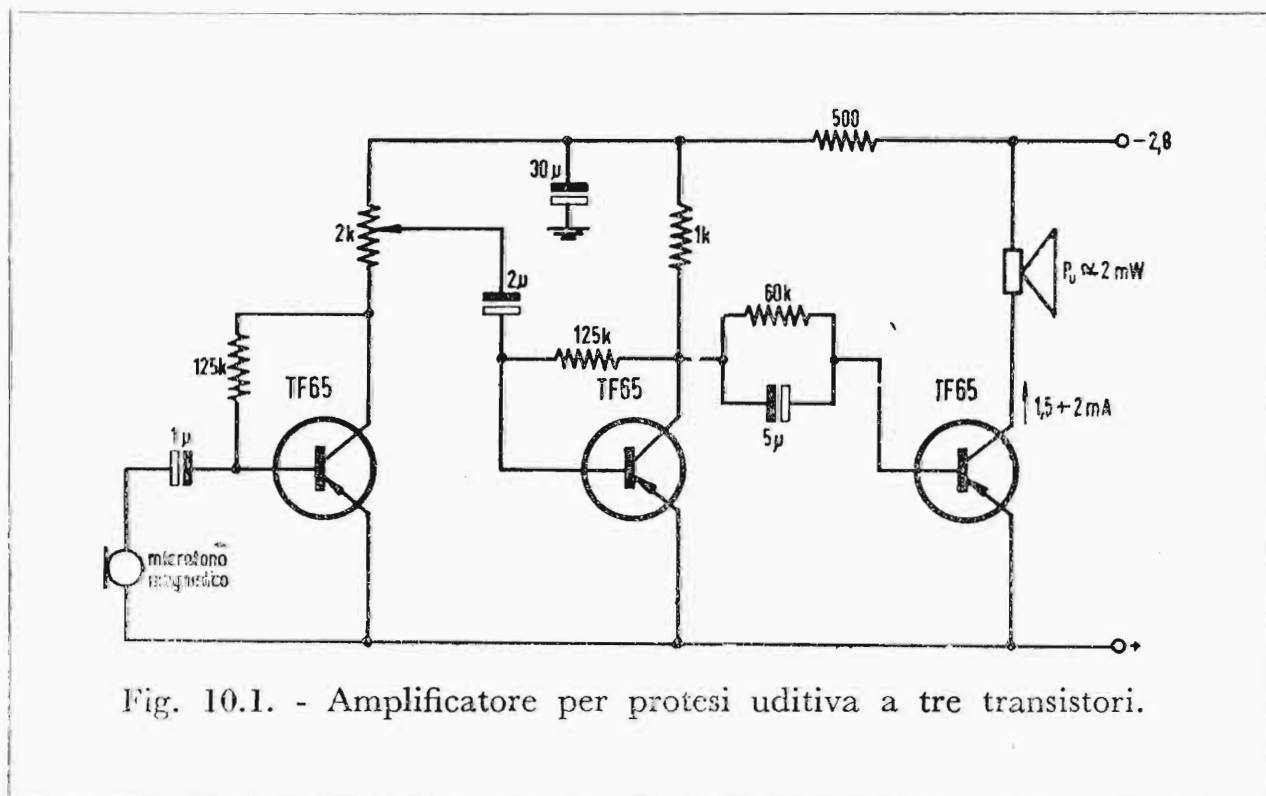 500
-2,8
30μ
2k
1k
2μ
Pᵤ ≈ 2 mW
60k
125k
125k
TF65
TF65
TF65
1,5 ÷ 2 mA
5μ
1μ
microfono
magnetico
+
Fig. 10.1. - Amplificatore per protesi uditiva a tre transistori.